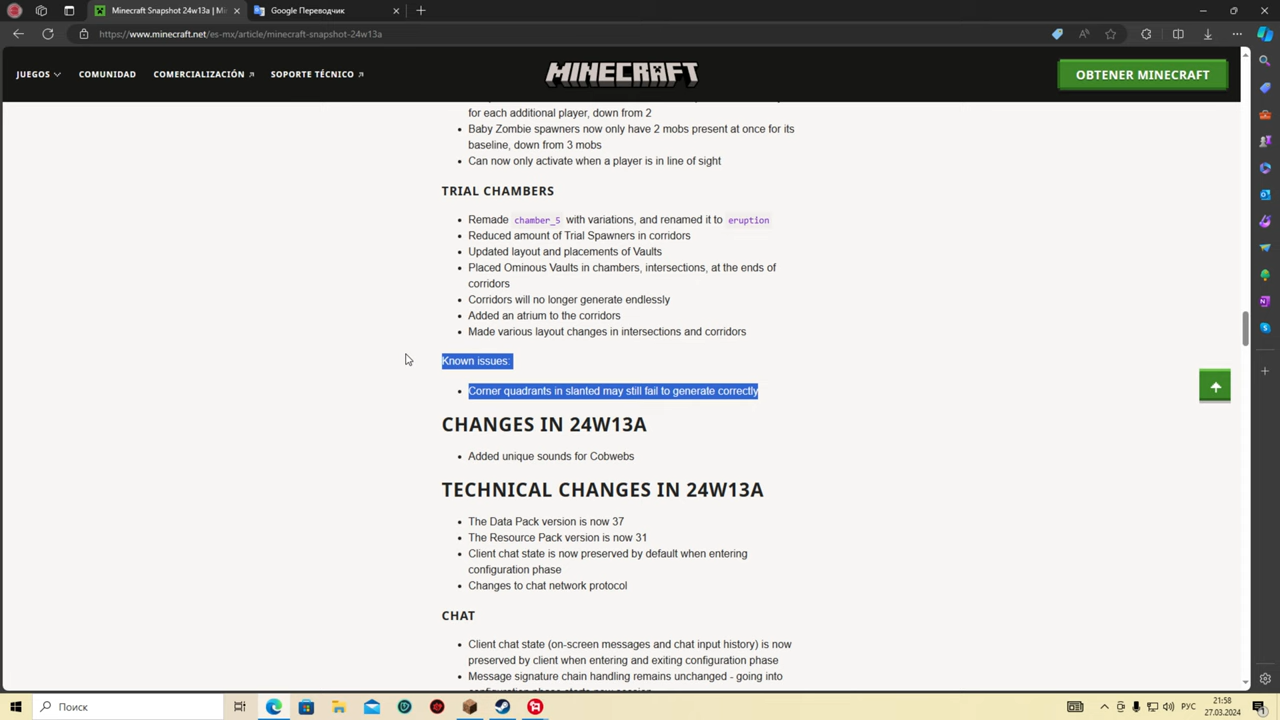 Minecraft Snapshot 24w13a | Mi
Google Переводчик
https://www.minecraft.net/es-mx/article/minecraft-snapshot-24w13a
JUEGOS
COMUNIDAD
COMERCIALIZACIÓN
SOPORTE TÉCNICO
MINECRAFT
OBTENER MINECRAFT
for each additional player, down from 2
Baby Zombie spawners now only have 2 mobs present at once for its
baseline, down from 3 mobs
Can now only activate when a player is in line of sight
TRIAL CHAMBERS
Remade chamber_5 with variations, and renamed it to eruption
Reduced amount of Trial Spawners in corridors
Updated layout and placements of Vaults
Placed Ominous Vaults in chambers, intersections, at the ends of
corridors
Corridors will no longer generate endlessly
Added an atrium to the corridors
Made various layout changes in intersections and corridors
Known issues:
Corner quadrants in slanted may still fail to generate correctly
CHANGES IN 24W13A
Added unique sounds for Cobwebs
TECHNICAL CHANGES IN 24W13A
The Data Pack version is now 37
The Resource Pack version is now 31
Client chat state is now preserved by default when entering
configuration phase
Changes to chat network protocol
CHAT
Client chat state (on-screen messages and chat input history) is now
preserved by client when entering and exiting configuration phase
Message signature chain handling remains unchanged - going into
Поиск
РУС
21:58
27.03.2024